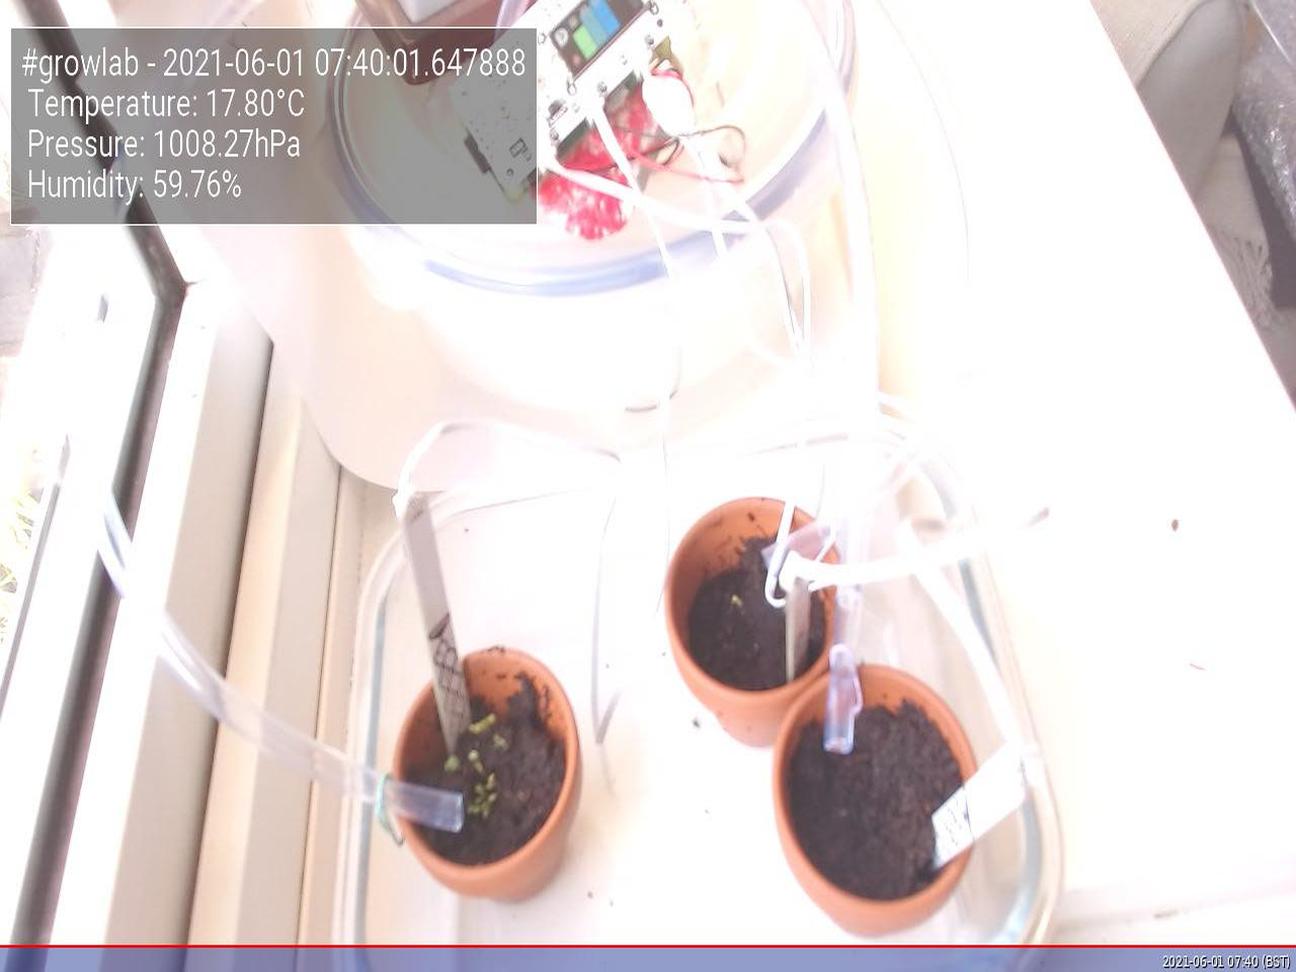 #growlab - 2021-06-01 07:40:01.647888
Temperature: 17.80°C
Pressure: 1008.27hPa
Humidity: 59.76%
2021-06-01 07:40 (BST)